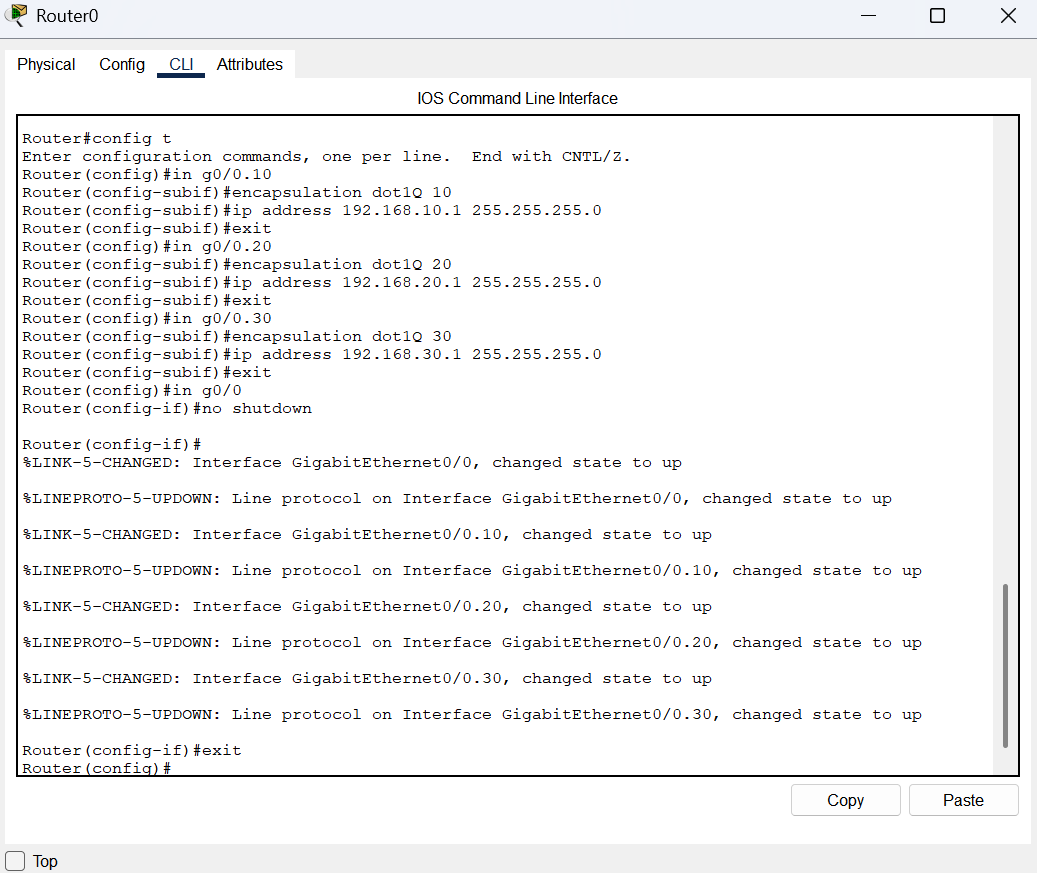 Router0
Physical Config CLI Attributes
IOS Command Line Interface
Router#config t
Enter configuration commands, one per line.  End with CNTL/Z.
Router(config)#in g0/0.10
Router(config-subif)#encapsulation dot1Q 10
Router(config-subif)#ip address 192.168.10.1 255.255.255.0
Router(config-subif)#exit
Router(config)#in g0/0.20
Router(config-subif)#encapsulation dot1Q 20
Router(config-subif)#ip address 192.168.20.1 255.255.255.0
Router(config-subif)#exit
Router(config)#in g0/0.30
Router(config-subif)#encapsulation dot1Q 30
Router(config-subif)#ip address 192.168.30.1 255.255.255.0
Router(config-subif)#exit
Router(config)#in g0/0
Router(config-if)#no shutdown
Router(config-if)#
%LINK-5-CHANGED: Interface GigabitEthernet0/0, changed state to up
%LINEPROTO-5-UPDOWN: Line protocol on Interface GigabitEthernet0/0, changed state to up
%LINK-5-CHANGED: Interface GigabitEthernet0/0.10, changed state to up
%LINEPROTO-5-UPDOWN: Line protocol on Interface GigabitEthernet0/0.10, changed state to up
%LINK-5-CHANGED: Interface GigabitEthernet0/0.20, changed state to up
%LINEPROTO-5-UPDOWN: Line protocol on Interface GigabitEthernet0/0.20, changed state to up
%LINK-5-CHANGED: Interface GigabitEthernet0/0.30, changed state to up
%LINEPROTO-5-UPDOWN: Line protocol on Interface GigabitEthernet0/0.30, changed state to up
Router(config-if)#exit
Router(config)#
Copy Paste
Top